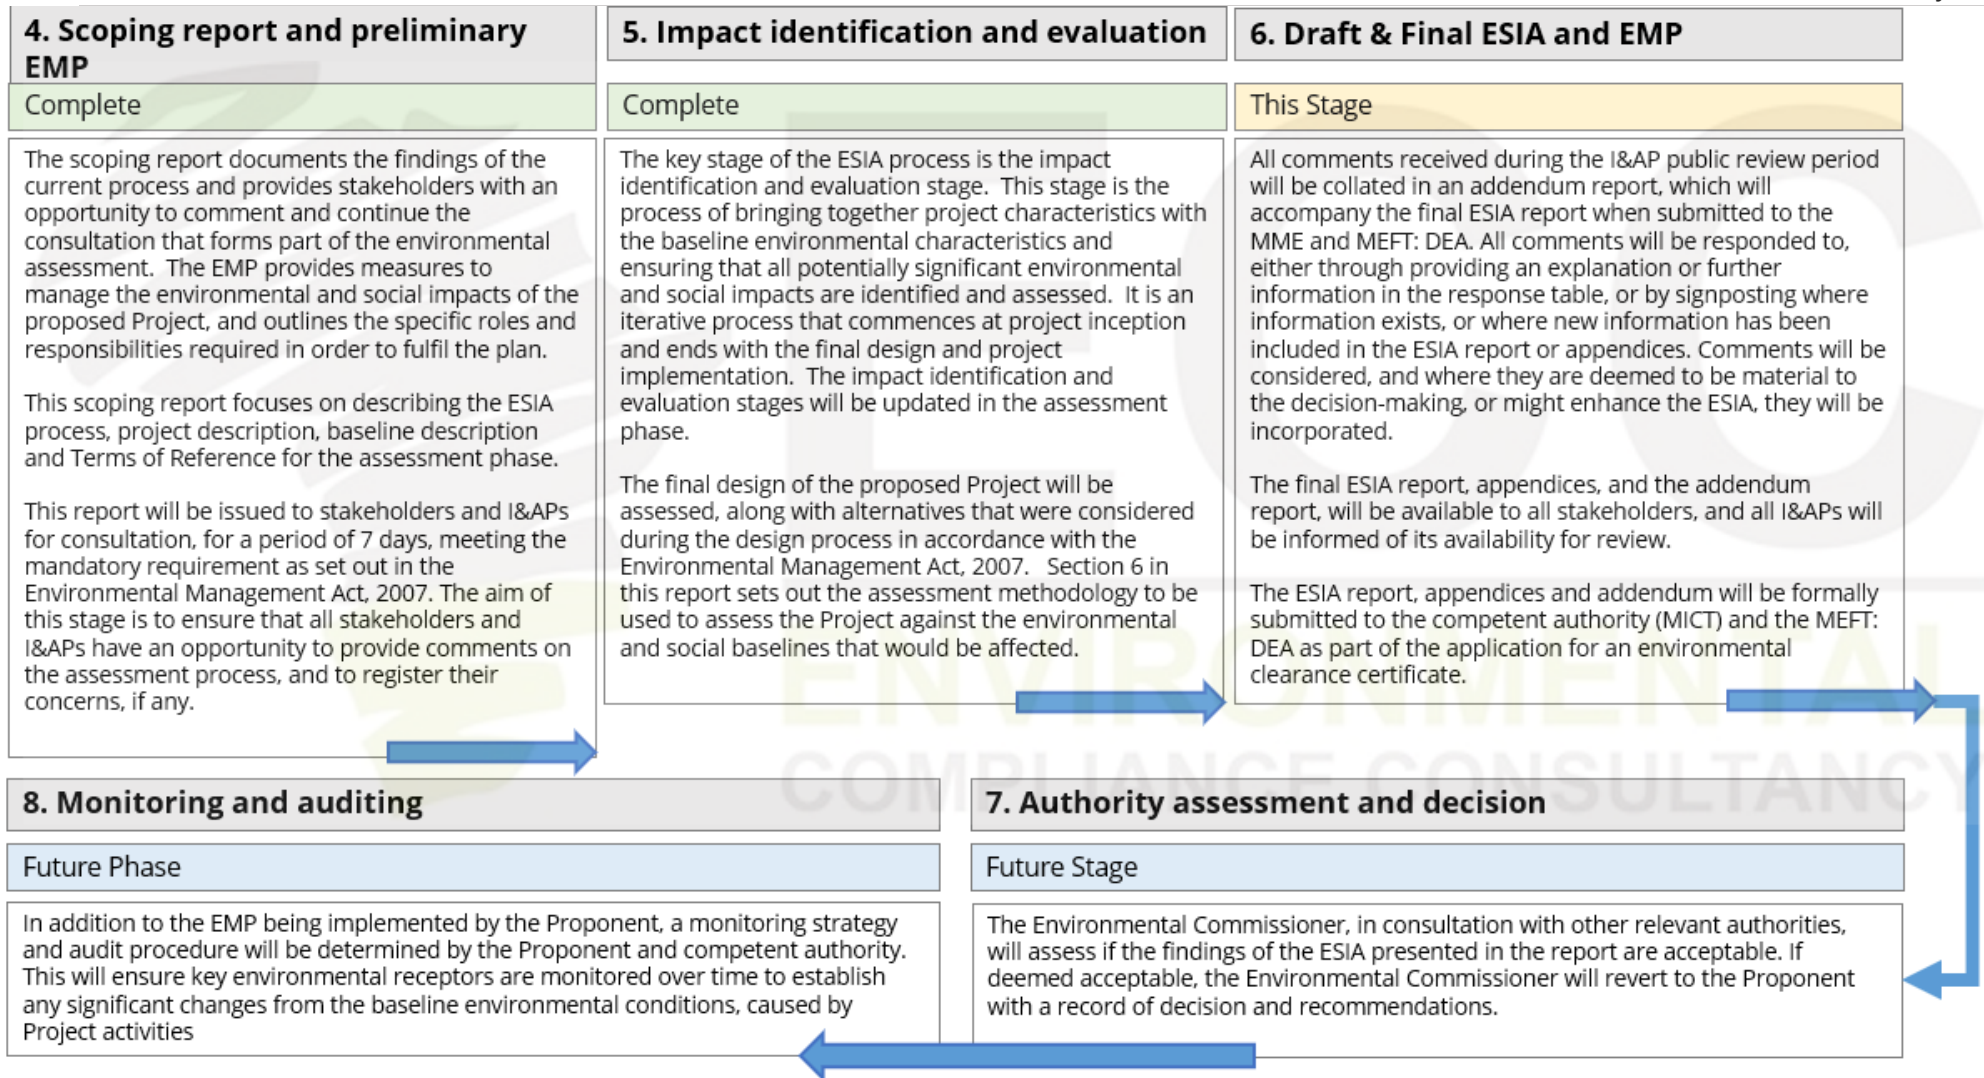 4. Scoping report and preliminary
EMP
Complete
The scoping report documents the findings of the
current process and provides stakeholders with an
opportunity to comment and continue the
consultation that forms part of the environmental
assessment.  The EMP provides measures to
manage the environmental and social impacts of the
proposed Project, and outlines the specific roles and
responsibilities required in order to fulfil the plan.
This scoping report focuses on describing the ESIA
process, project description, baseline description
and Terms of Reference for the assessment phase.
This report will be issued to stakeholders and I&APs
for consultation, for a period of 7 days, meeting the
mandatory requirement as set out in the
Environmental Management Act, 2007. The aim of
this stage is to ensure that all stakeholders and
I&APs have an opportunity to provide comments on
the assessment process, and to register their
concerns, if any.
5. Impact identification and evaluation
Complete
The key stage of the ESIA process is the impact
identification and evaluation stage.  This stage is the
process of bringing together project characteristics with
the baseline environmental characteristics and
ensuring that all potentially significant environmental
and social impacts are identified and assessed.  It is an
iterative process that commences at project inception
and ends with the final design and project
implementation.  The impact identification and
evaluation stages will be updated in the assessment
phase.
The final design of the proposed Project will be
assessed, along with alternatives that were considered
during the design process in accordance with the
Environmental Management Act, 2007.   Section 6 in
this report sets out the assessment methodology to be
used to assess the Project against the environmental
and social baselines that would be affected.
6. Draft & Final ESIA and EMP
This Stage
All comments received during the I&AP public review period
will be collated in an addendum report, which will
accompany the final ESIA report when submitted to the
MME and MEFT: DEA. All comments will be responded to,
either through providing an explanation or further
information in the response table, or by signposting where
information exists, or where new information has been
included in the ESIA report or appendices. Comments will be
considered, and where they are deemed to be material to
the decision-making, or might enhance the ESIA, they will be
incorporated.
The final ESIA report, appendices, and the addendum
report, will be available to all stakeholders, and all I&APs will
be informed of its availability for review.
The ESIA report, appendices and addendum will be formally
submitted to the competent authority (MICT) and the MEFT:
DEA as part of the application for an environmental
clearance certificate.
8. Monitoring and auditing
Future Phase
In addition to the EMP being implemented by the Proponent, a monitoring strategy
and audit procedure will be determined by the Proponent and competent authority.
This will ensure key environmental receptors are monitored over time to establish
any significant changes from the baseline environmental conditions, caused by
Project activities
7. Authority assessment and decision
Future Stage
The Environmental Commissioner, in consultation with other relevant authorities,
will assess if the findings of the ESIA presented in the report are acceptable. If
deemed acceptable, the Environmental Commissioner will revert to the Proponent
with a record of decision and recommendations.
ECC
ENVIRONMENTAL
COMPLIANCE CONSULTANCY